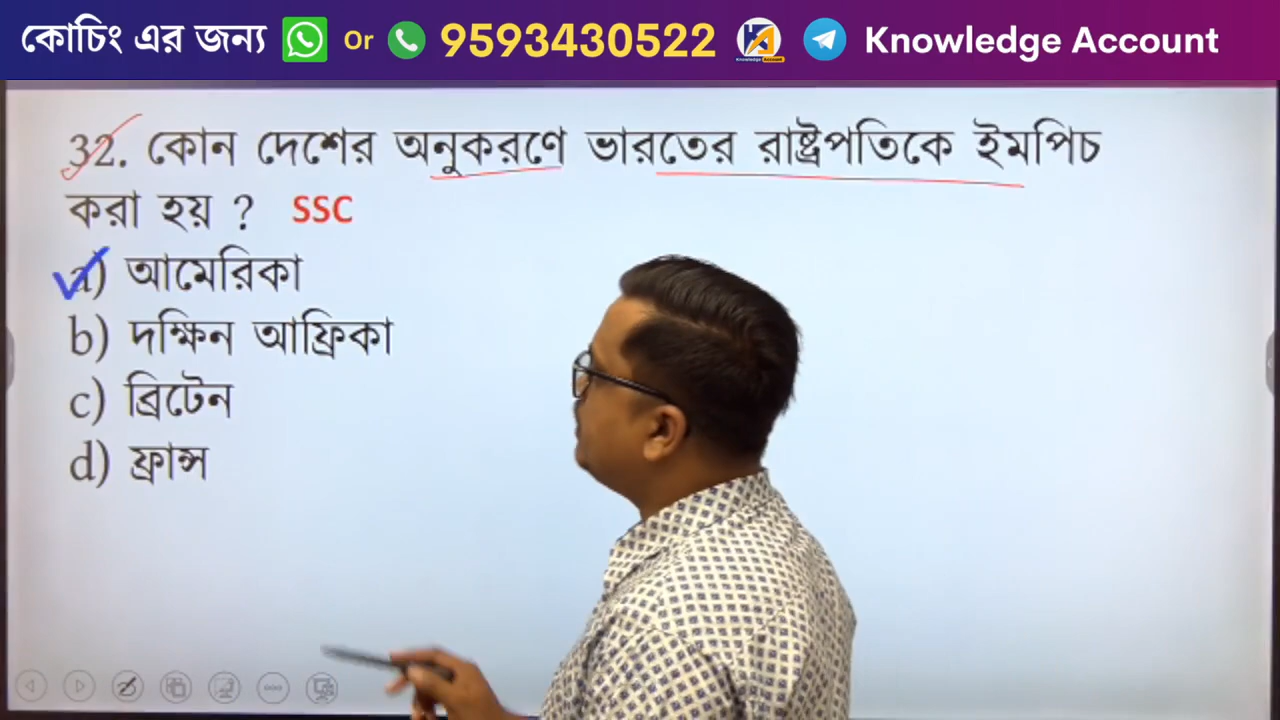 কোচিং এর জন্য Or 9593430522 Knowledge Account
32. কোন দেশের অনুকরণে ভারতের রাষ্ট্রপতিকে ইমপিচ
করা হয় ? SSC
a) আমেরিকা
b) দক্ষিন আফ্রিকা
c) ব্রিটেন
d) ফ্রান্স